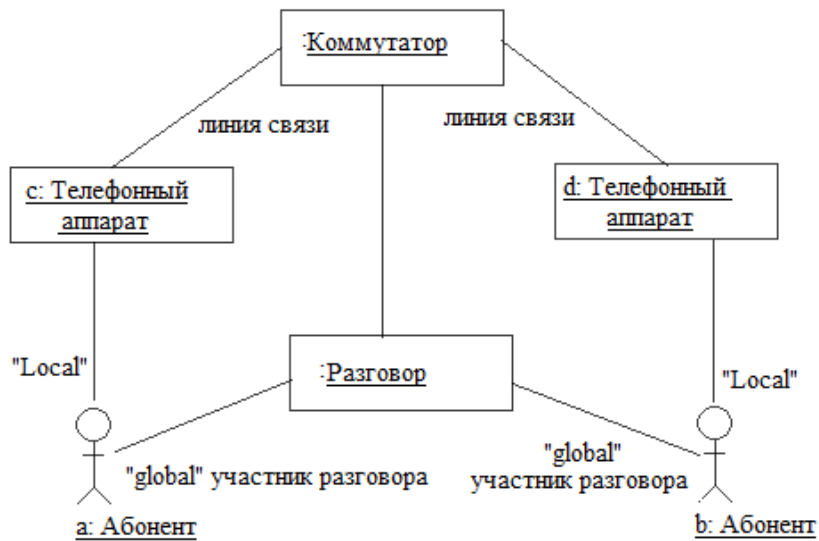 :Коммутатор
линия связи
линия связи
c: Телефонный
аппарат
d: Телефонный
аппарат
"Local"
:Разговор
"Local"
"global" участник разговора
"global"
участник разговора
a: Абонент
b: Абонент